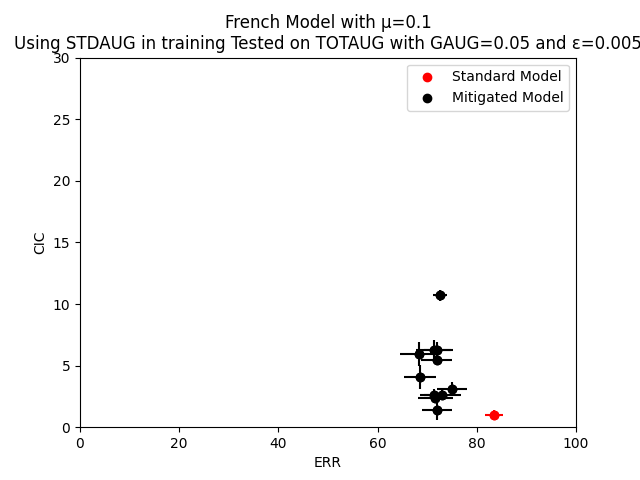 French Model with μ=0.1
Using STDAUG in training Tested on TOTAUG with GAUG=0.05 and ε=0.005
30
25
20
15
10
5
0
CIC
Standard Model
Mitigated Model
0 20 40 60 80 100
ERR